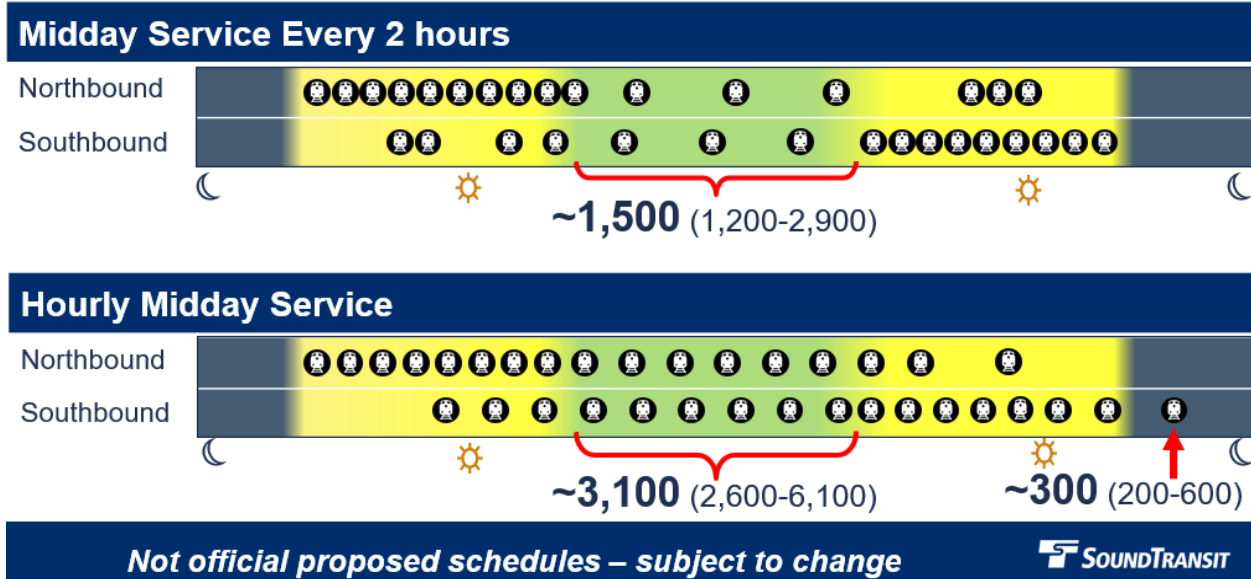 Midday Service Every 2 hours
Northbound
Southbound
~1,500 (1,200-2,900)
Hourly Midday Service
Northbound
Southbound
~3,100 (2,600-6,100)
~300 (200-600)
Not official proposed schedules – subject to change
SOUNDTRANSIT